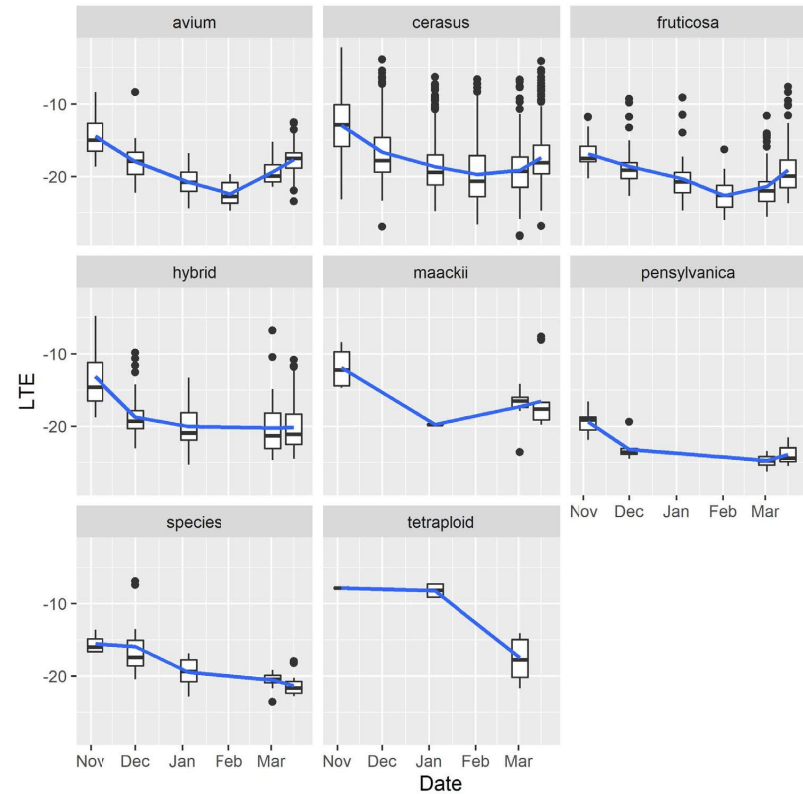 avium cerasus fruticosa
-10
-20
hybrid maackii pensylvanica
-10
-20
LTE
Nov Dec Jan Feb Mar
species tetraploid
-10
-20
Nov Dec Jan Feb Mar Nov Dec Jan Feb Mar
Date